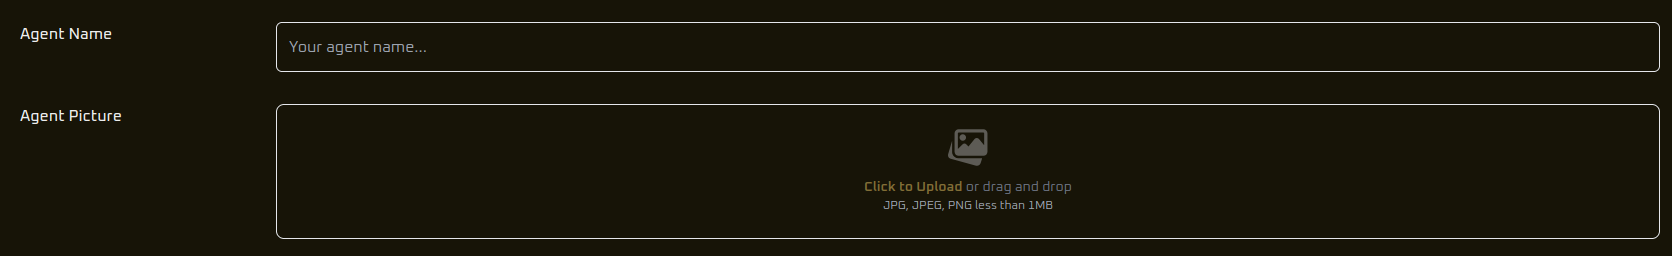 Agent Name
Your agent name...
Agent Picture
Click to Upload or drag and drop
JPG, JPEG, PNG less than 1MB